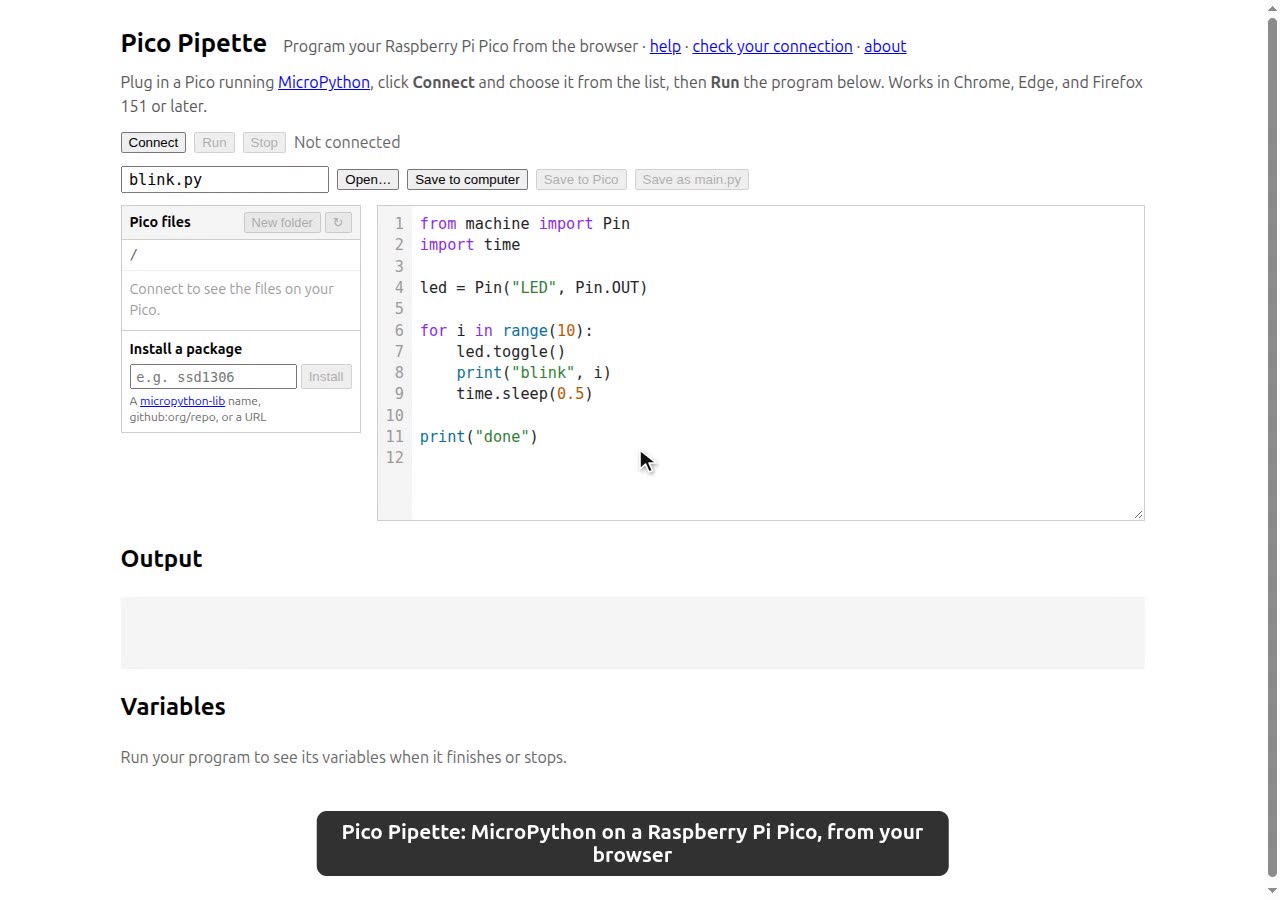 Pico Pipette Program your Raspberry Pi Pico from the browser · help · check your connection · about
Plug in a Pico running MicroPython, click Connect and choose it from the list, then Run the program below. Works in Chrome, Edge, and Firefox
151 or later.
Connect Run Stop Not connected
blink.py Open... Save to computer Save to Pico Save as main.py
Pico files New folder ↻
/
Connect to see the files on your
Pico.
Install a package
e.g. ssd1306 Install
A micropython-lib name,
github:org/repo, or a URL
1 from machine import Pin
2 import time
3
4 led = Pin("LED", Pin.OUT)
5
6 for i in range(10):
7     led.toggle()
8     print("blink", i)
9     time.sleep(0.5)
10
11 print("done")
12
Output
Variables
Run your program to see its variables when it finishes or stops.
Pico Pipette: MicroPython on a Raspberry Pi Pico, from your
browser